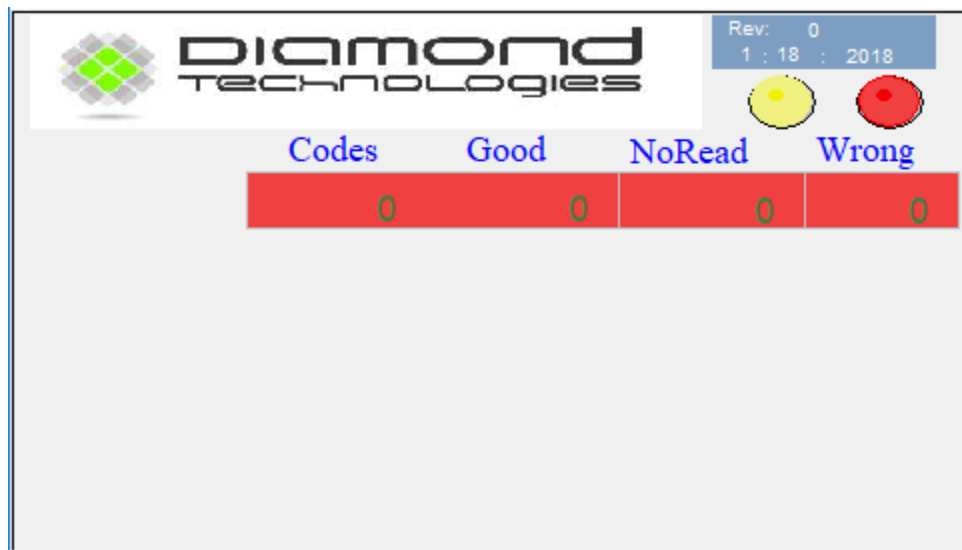 Diamond
Technologies
Rev: 0
1 : 18 : 2018
Codes Good NoRead Wrong
0 0 0 0